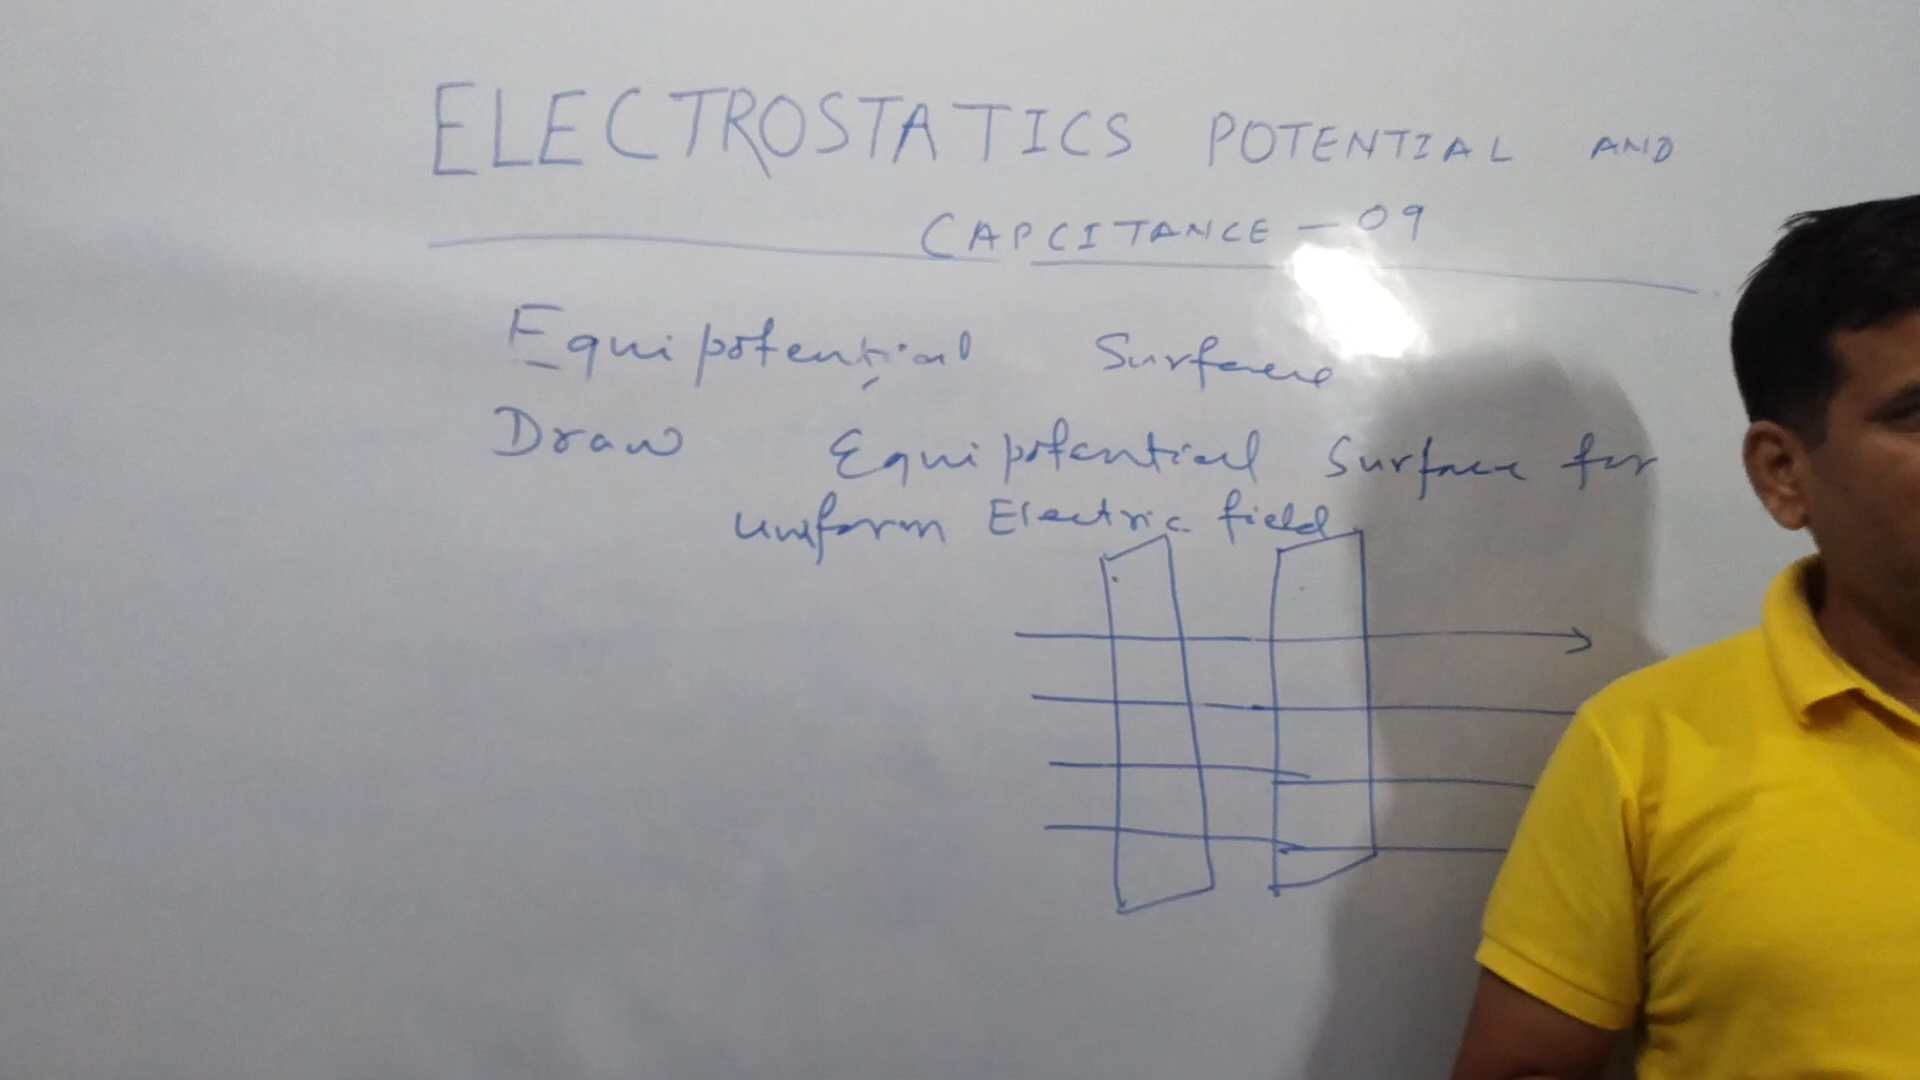 ELECTROSTATICS POTENTIAL AND
CAPCITANCE - 09
Equipotential Surface
Draw Equipotential Surface for
uniform Electric field